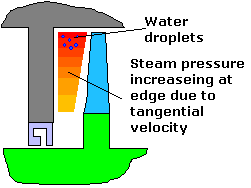 Water
droplets
Steam pressure
increaseing at
edge due to
tangential
velocity